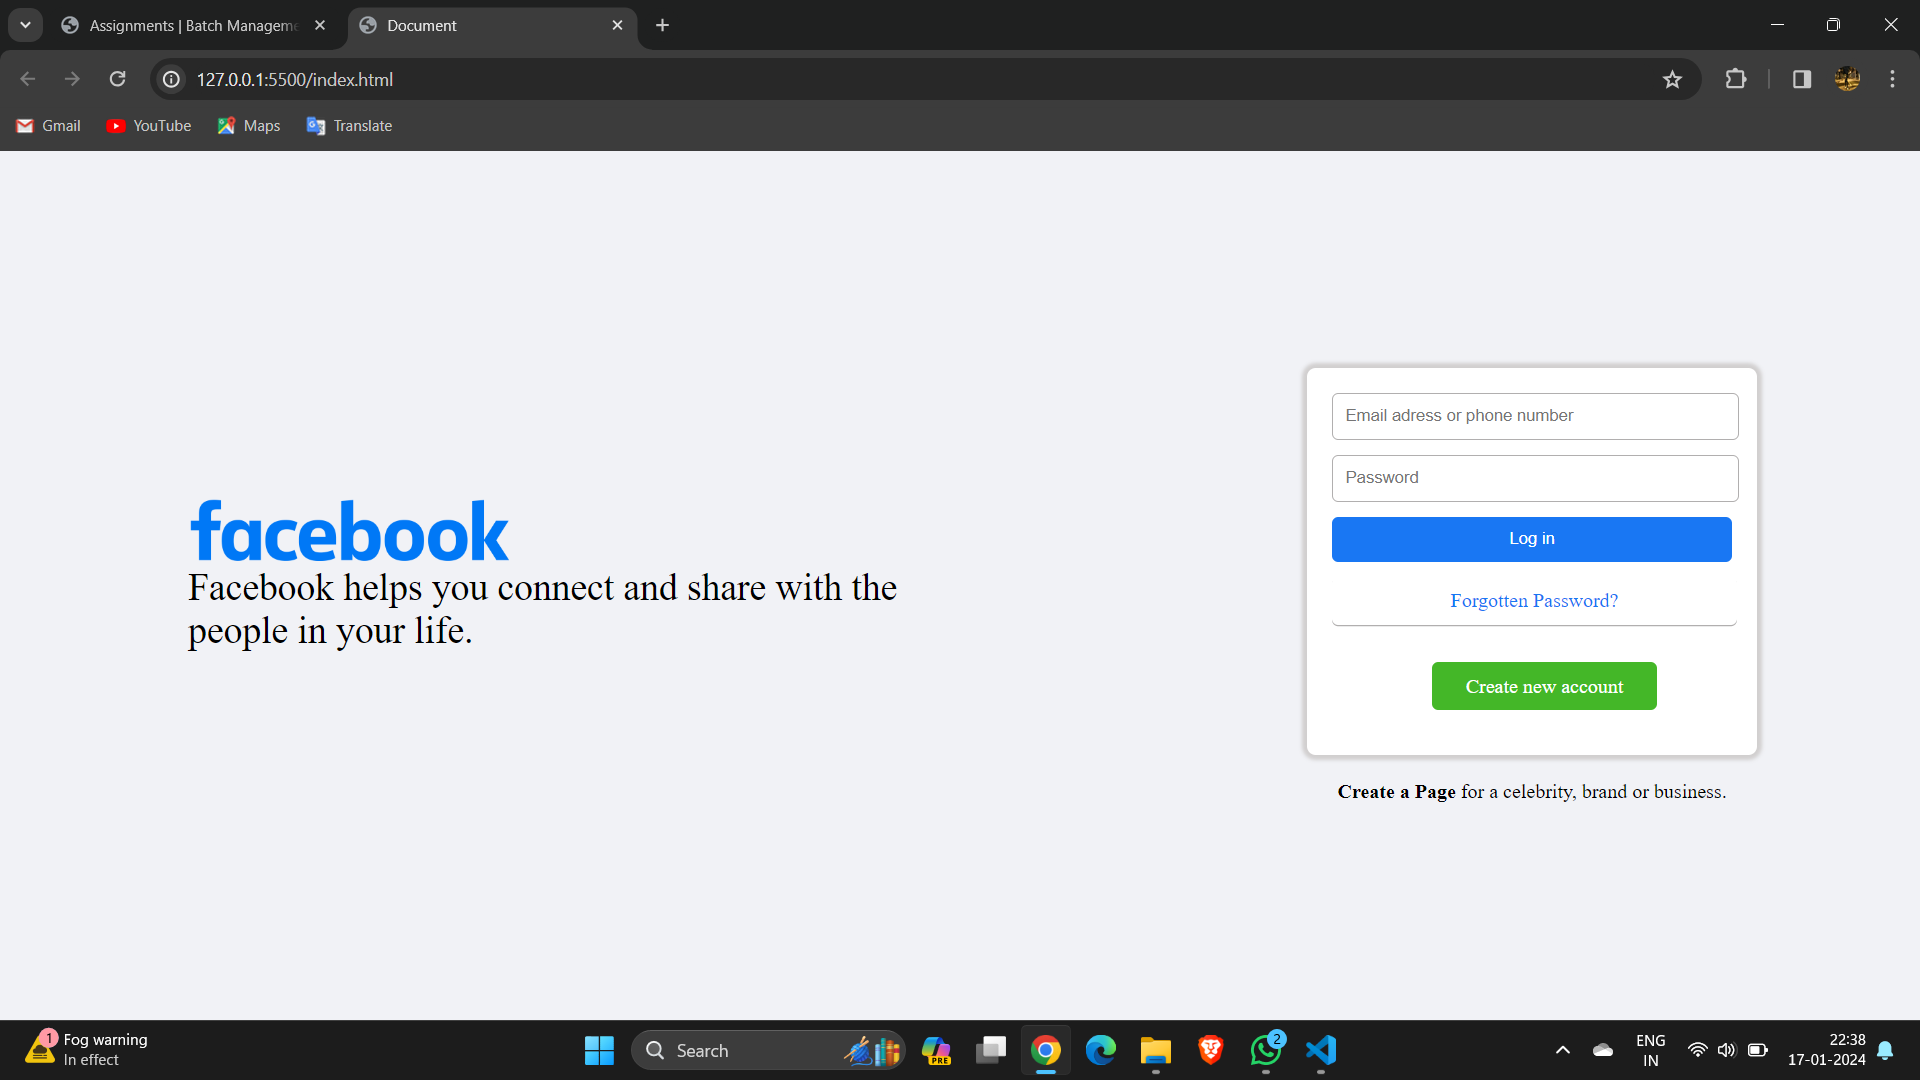 Assignments | Batch Manageme
Document
127.0.0.1:5500/index.html
Gmail
YouTube
Maps
Translate
facebook
Facebook helps you connect and share with the
people in your life.
Email adress or phone number
Password
Log in
Forgotten Password?
Create new account
Create a Page for a celebrity, brand or business.
1
Fog warning
In effect
Search
PRE
2
ENG
IN
22:38
17-01-2024